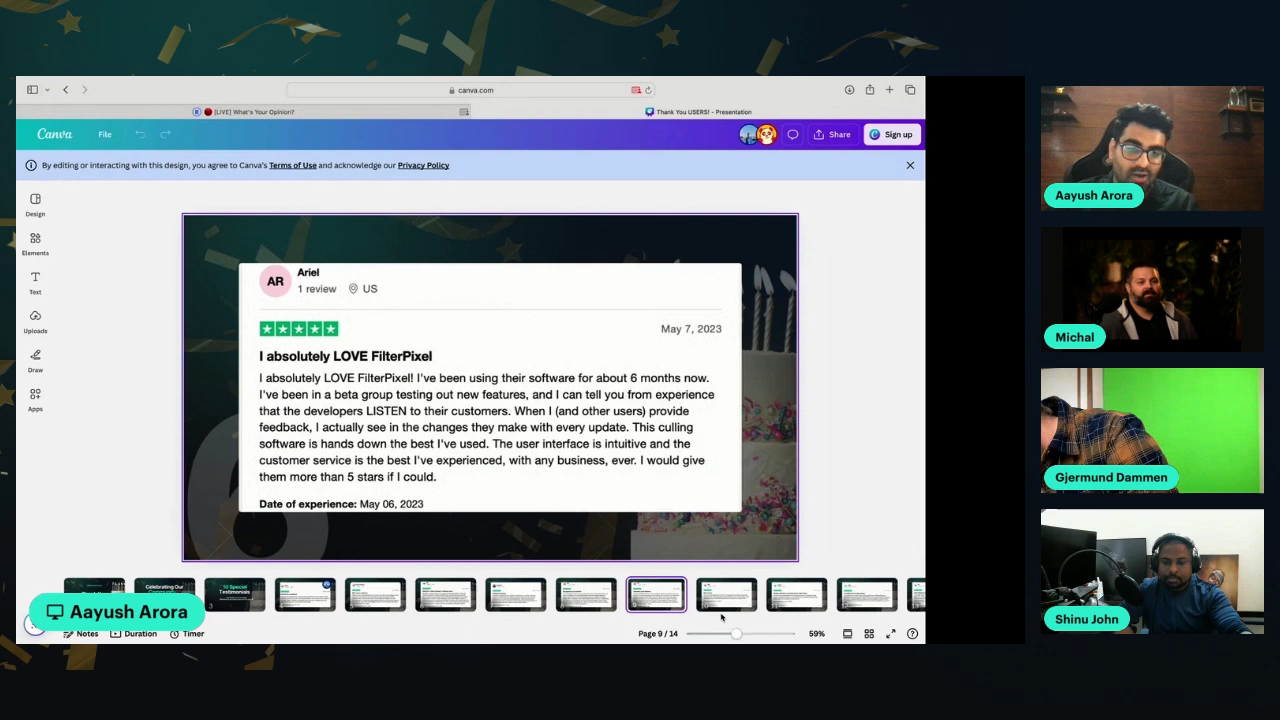 canva.com
[LIVE] What's Your Opinion?
Thank You USERS! - Presentation
Canva
File
Share
Sign up
By editing or interacting with this design, you agree to Canva's Terms of Use and acknowledge our Privacy Policy
Design
Elements
Text
Uploads
Draw
Apps
AR
Ariel
1 review
US
May 7, 2023
I absolutely LOVE FilterPixel
I absolutely LOVE FilterPixel! I've been using their software for about 6 months now.
I've been in a beta group testing out new features, and I can tell you from experience
that the developers LISTEN to their customers. When I (and other users) provide
feedback, I actually see in the changes they make with every update. This culling
software is hands down the best I've used. The user interface is intuitive and the
customer service is the best I've experienced, with any business, ever. I would give
them more than 5 stars if I could.
Date of experience: May 06, 2023
Celebrating Our
10 Special
Testimonials
Aayush Arora
Notes
Duration
Timer
Page 9 / 14
59%
Aayush Arora
Michal
Gjermund Dammen
Shinu John